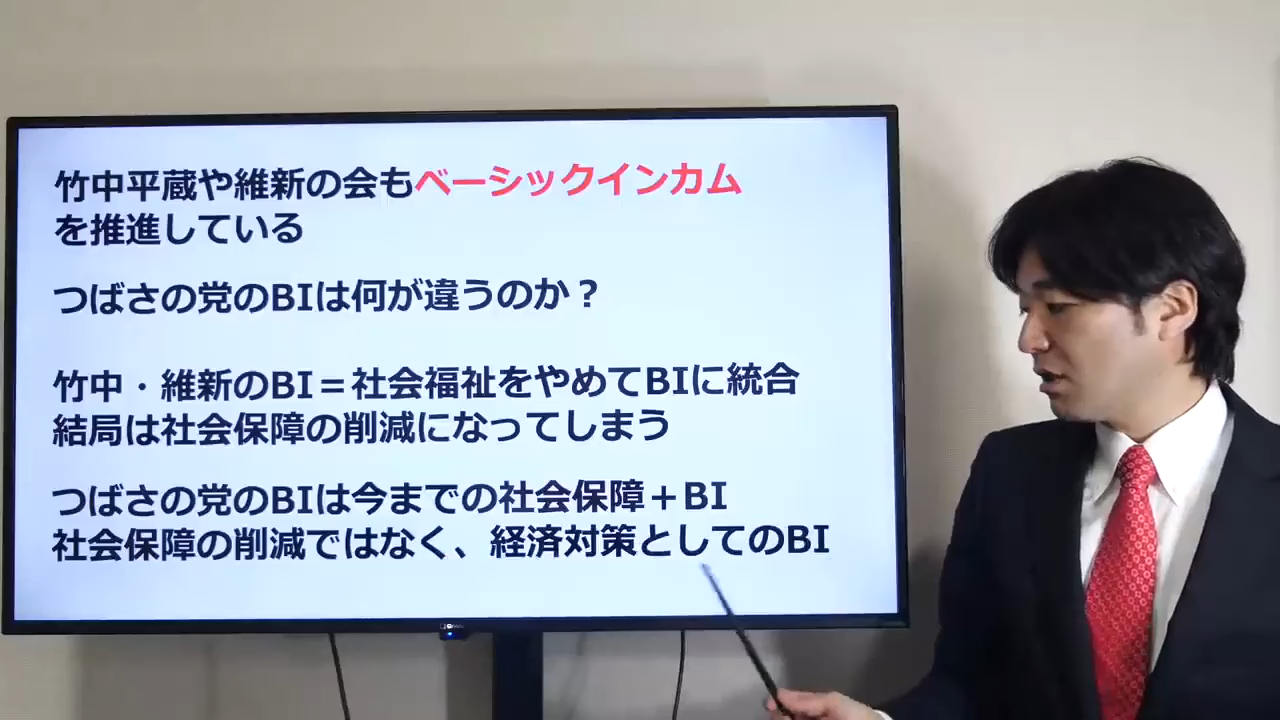 竹中平蔵や維新の会もベーシックインカム
を推進している
つばさの党のBIは何が違うのか？
竹中・維新のBI＝社会福祉をやめてBIに統合
結局は社会保障の削減になってしまう
つばさの党のBIは今までの社会保障＋BI
社会保障の削減ではなく、経済対策としてのBI